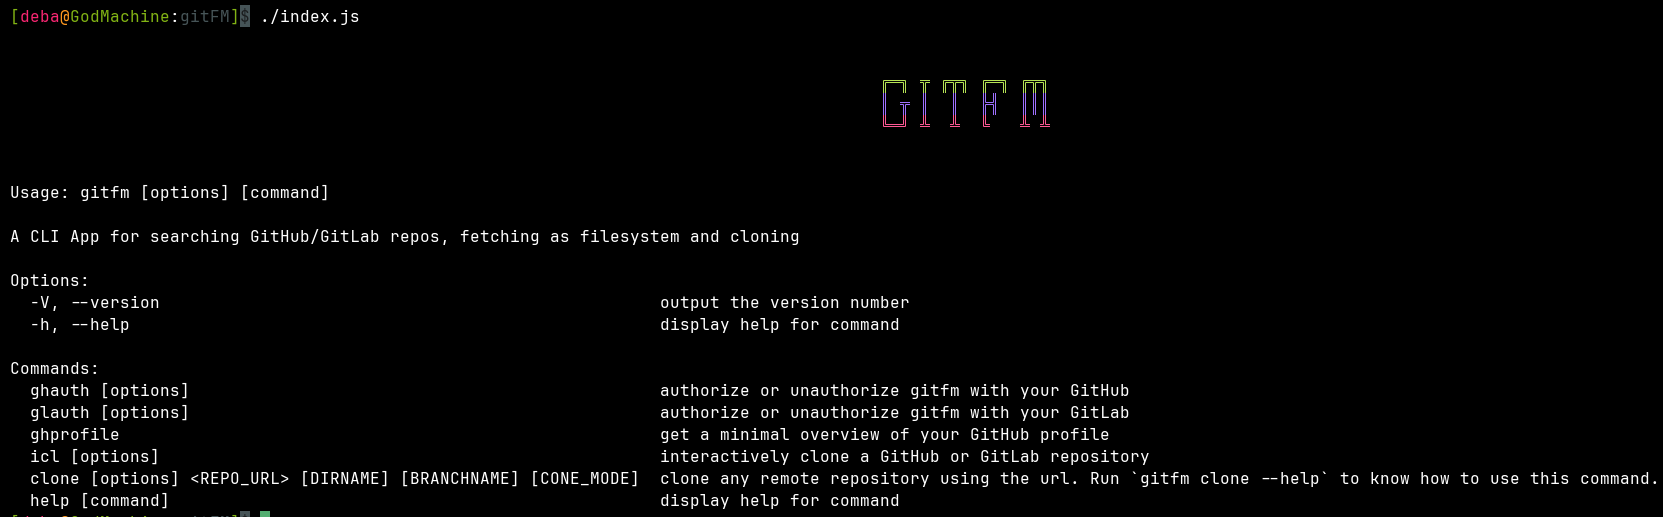 [deba@GodMachine:gitFM]$ ./index.js
GITFM
Usage: gitfm [options] [command]
A CLI App for searching GitHub/GitLab repos, fetching as filesystem and cloning
Options:
-V, --version output the version number
-h, --help display help for command
Commands:
ghauth [options] authorize or unauthorize gitfm with your GitHub
glauth [options] authorize or unauthorize gitfm with your GitLab
ghprofile get a minimal overview of your GitHub profile
icl [options] interactively clone a GitHub or GitLab repository
clone [options] <REPO_URL> [DIRNAME] [BRANCHNAME] [CONE_MODE] clone any remote repository using the url. Run `gitfm clone --help` to know how to use this command.
help [command] display help for command
[deba@GodMachine:gitFM]$